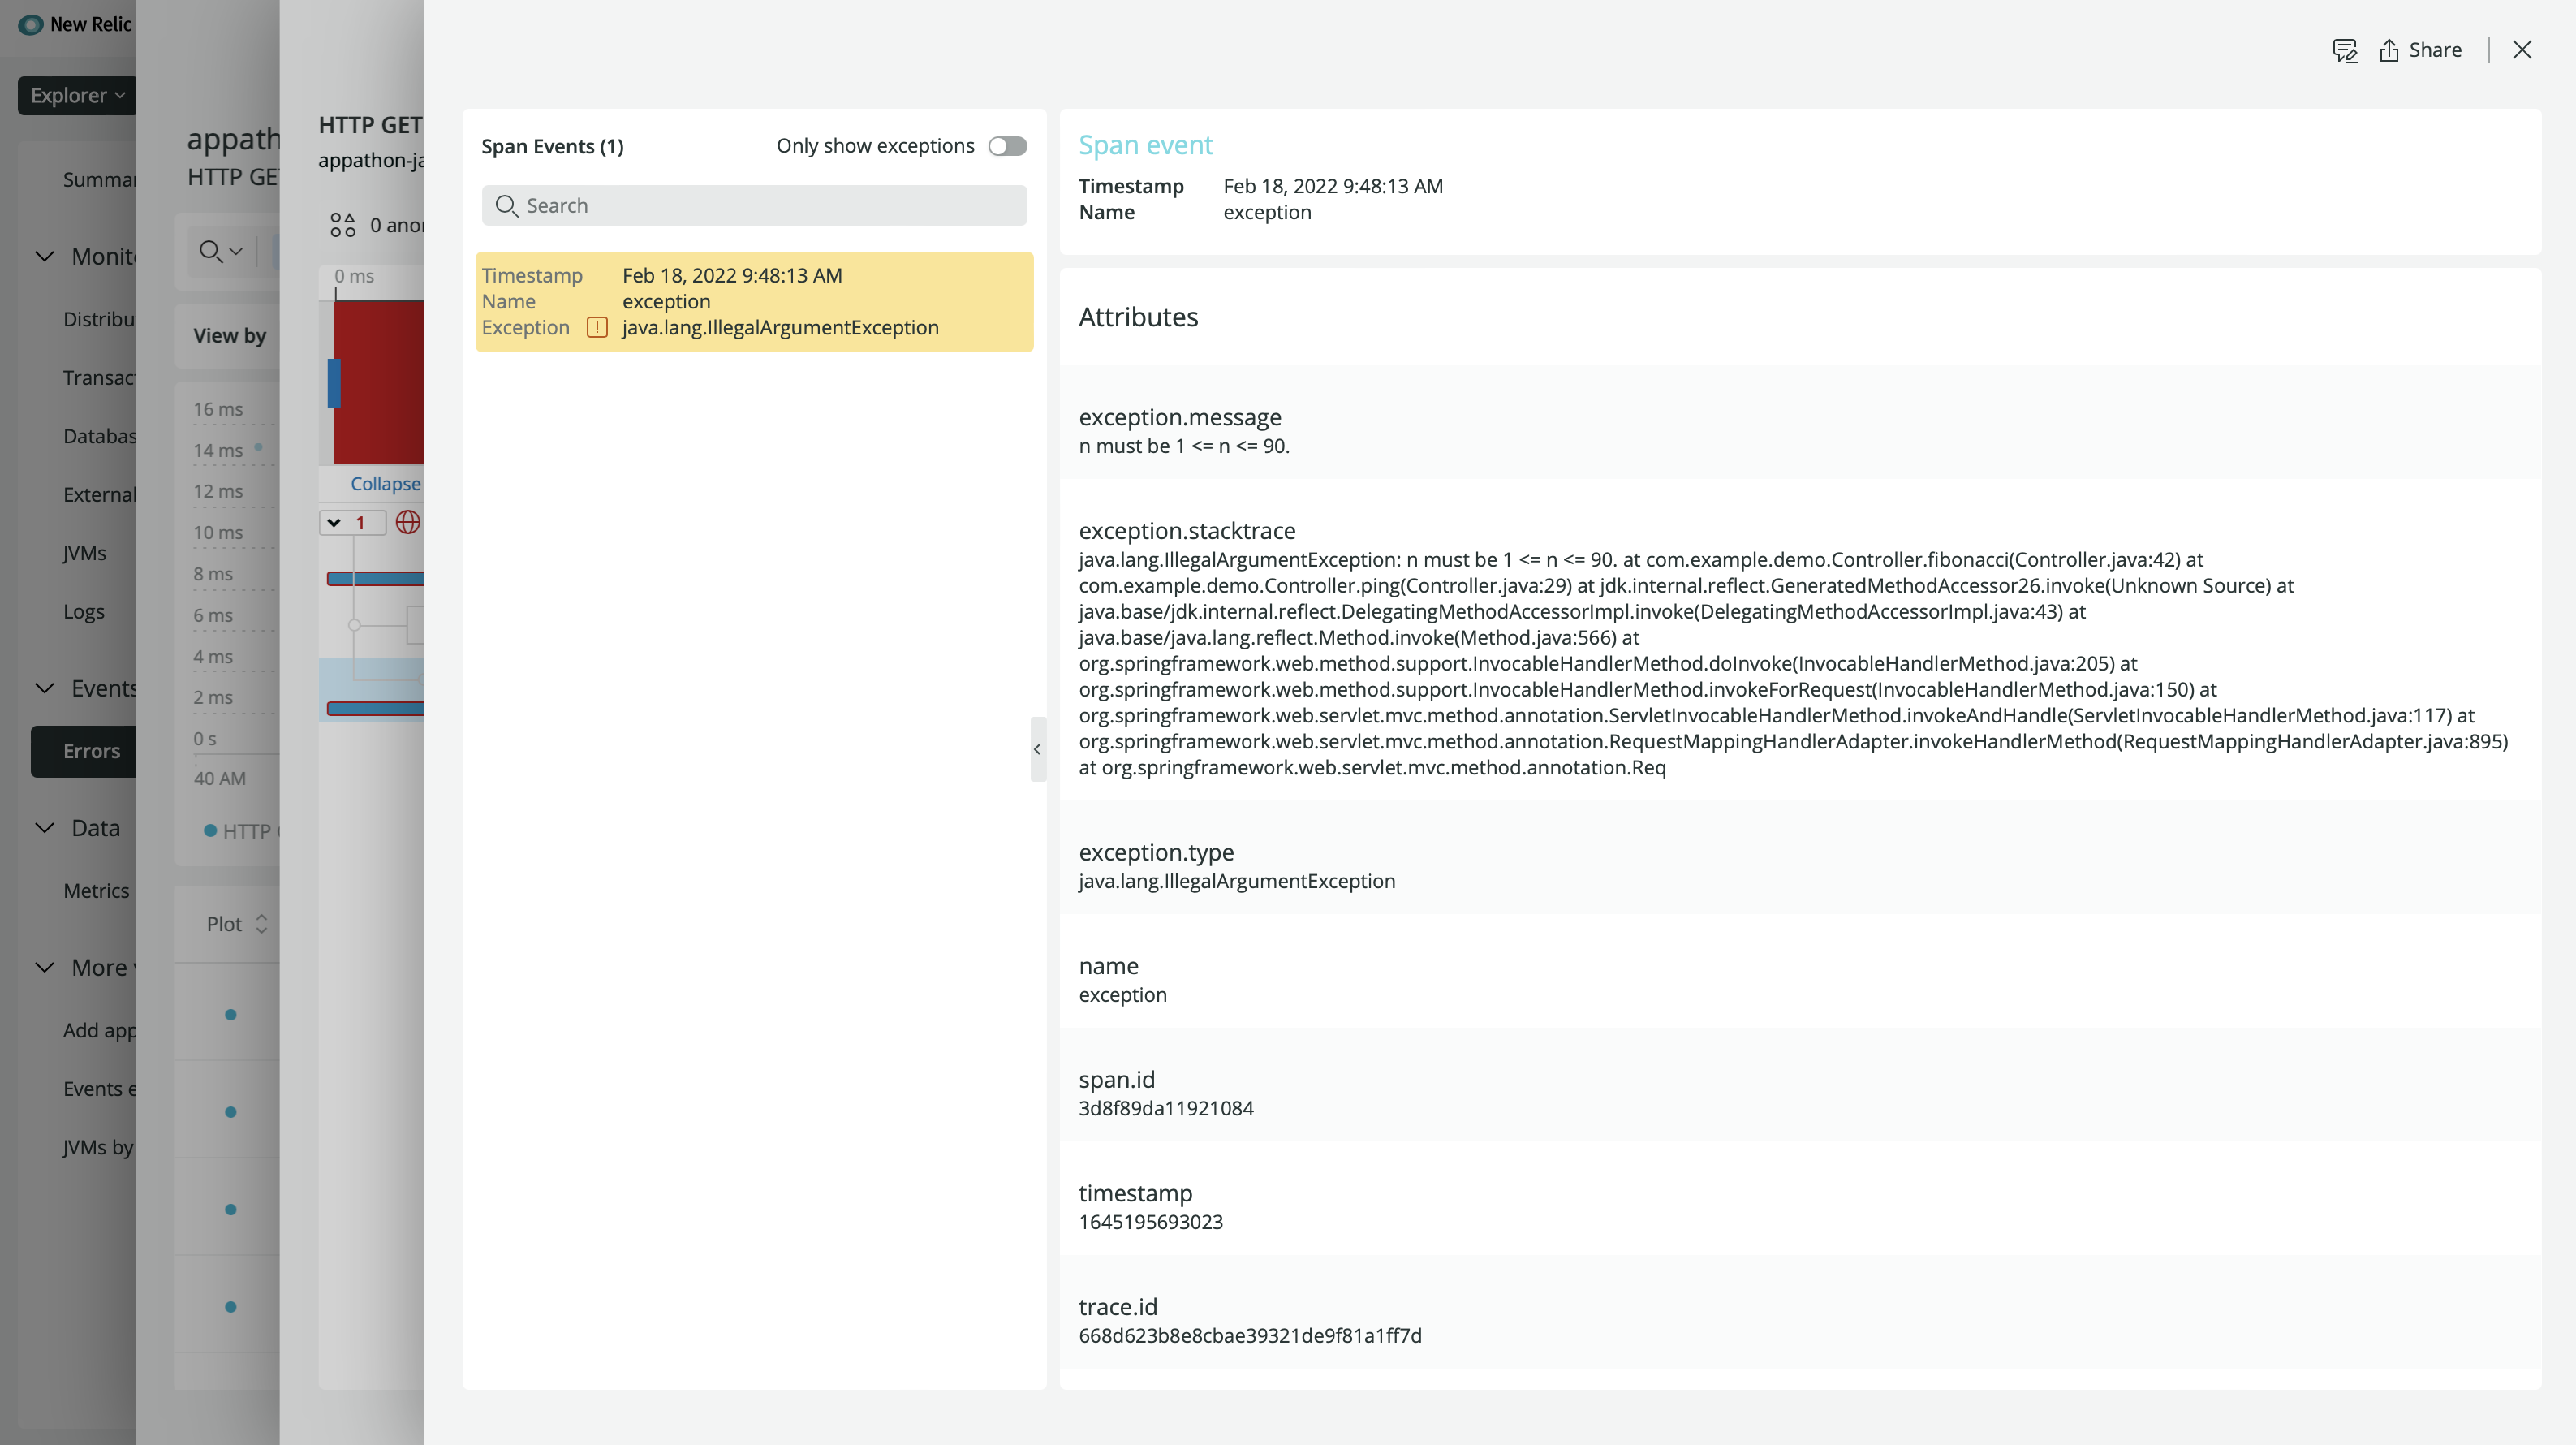 New Relic
Explorer
Summar
Monito
Distribu
Transact
Databas
External
JVMs
Logs
Events
Errors
Data
Metrics
More v
Add app
Events e
JVMs by
appath
HTTP GE
View by
16 ms
14 ms
12 ms
10 ms
8 ms
6 ms
4 ms
2 ms
0 s
40 AM
HTTP G
Plot
HTTP GET
appathon-ja
0 anor
0 ms
Collapse
1
Share
Span Events (1)
Only show exceptions
Search
Timestamp Feb 18, 2022 9:48:13 AM
Name exception
Exception java.lang.IllegalArgumentException
Span event
Timestamp Feb 18, 2022 9:48:13 AM
Name exception
Attributes
exception.message
n must be 1 <= n <= 90.
exception.stacktrace
java.lang.IllegalArgumentException: n must be 1 <= n <= 90. at com.example.demo.Controller.fibonacci(Controller.java:42) at
com.example.demo.Controller.ping(Controller.java:29) at jdk.internal.reflect.GeneratedMethodAccessor26.invoke(Unknown Source) at
java.base/jdk.internal.reflect.DelegatingMethodAccessorImpl.invoke(DelegatingMethodAccessorImpl.java:43) at
java.base/java.lang.reflect.Method.invoke(Method.java:566) at
org.springframework.web.method.support.InvocableHandlerMethod.doInvoke(InvocableHandlerMethod.java:205) at
org.springframework.web.method.support.InvocableHandlerMethod.invokeForRequest(InvocableHandlerMethod.java:150) at
org.springframework.web.servlet.mvc.method.annotation.ServletInvocableHandlerMethod.invokeAndHandle(ServletInvocableHandlerMethod.java:117) at
org.springframework.web.servlet.mvc.method.annotation.RequestMappingHandlerAdapter.invokeHandlerMethod(RequestMappingHandlerAdapter.java:895)
at org.springframework.web.servlet.mvc.method.annotation.Req
exception.type
java.lang.IllegalArgumentException
name
exception
span.id
3d8f89da11921084
timestamp
1645195693023
trace.id
668d623b8e8cbae39321de9f81a1ff7d